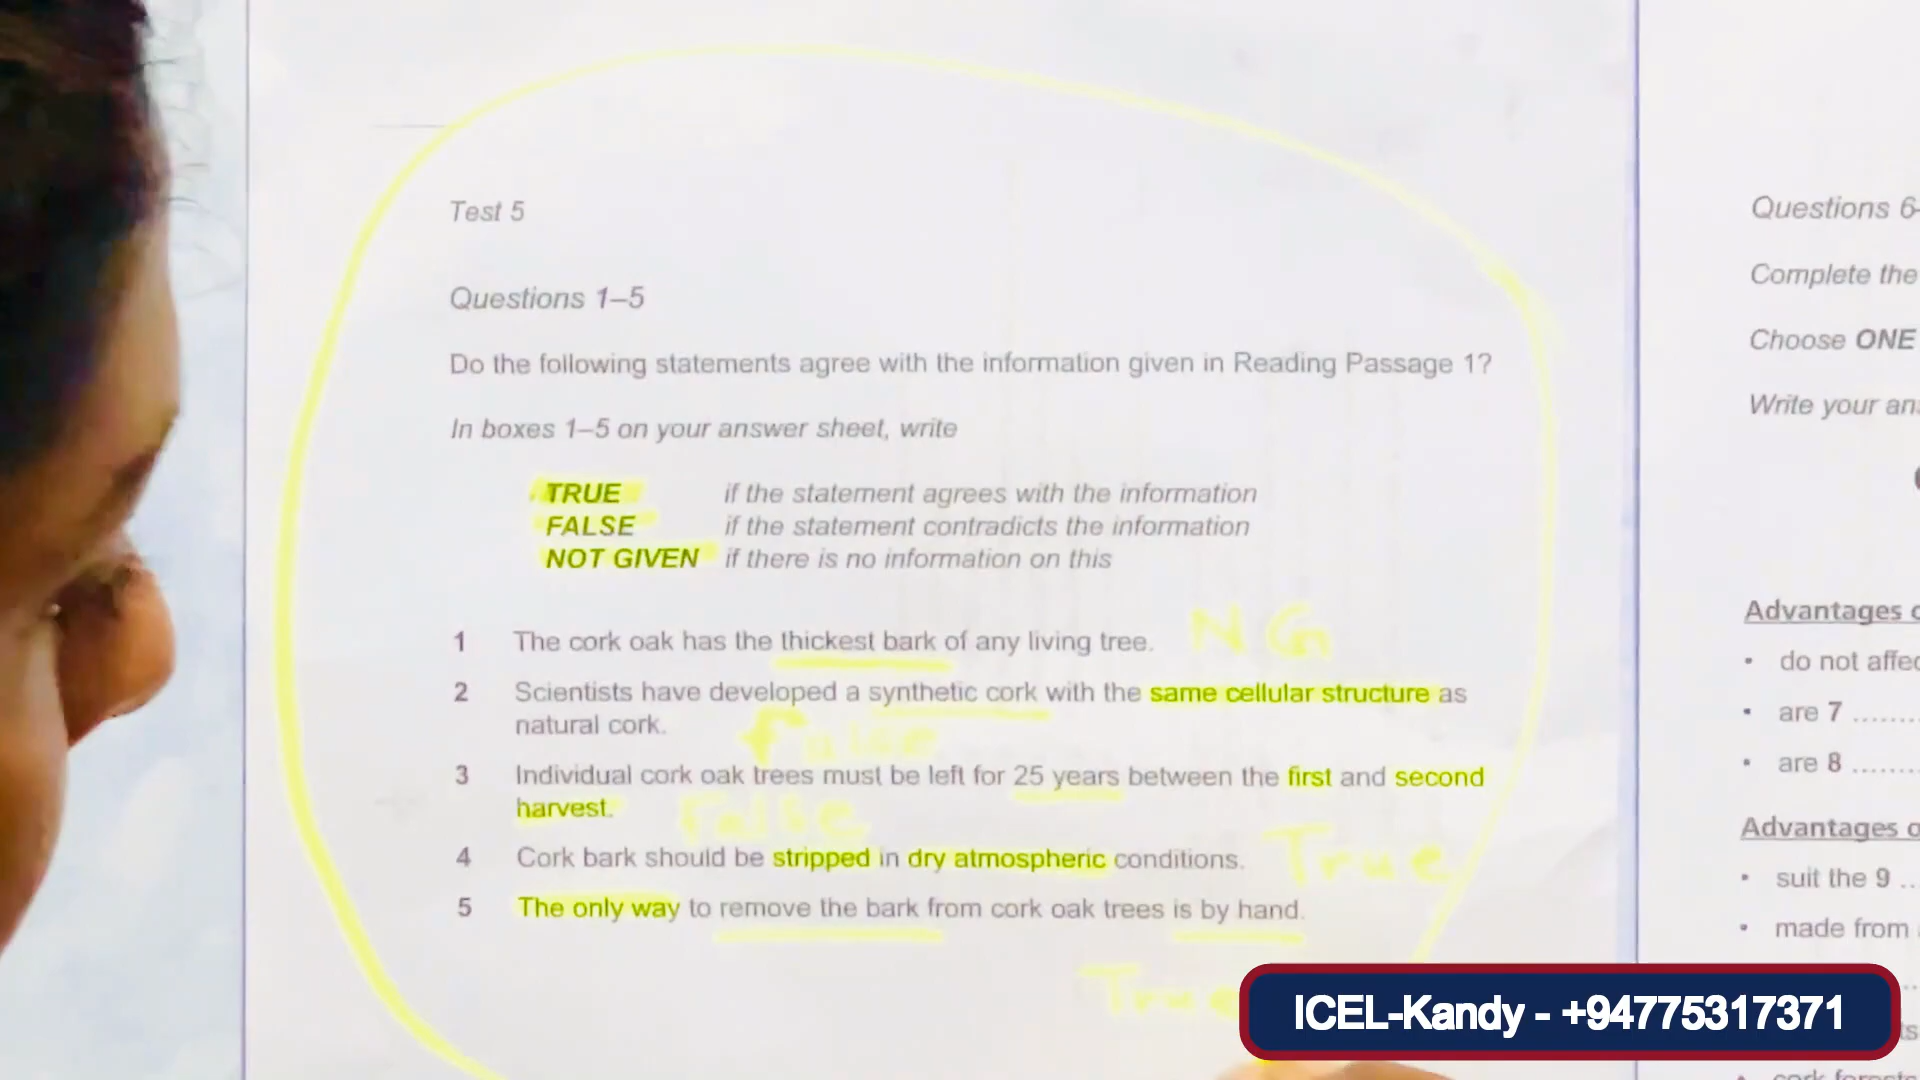 Test 5
Questions 1–5
Do the following statements agree with the information given in Reading Passage 1?
In boxes 1–5 on your answer sheet, write
TRUE if the statement agrees with the information
FALSE if the statement contradicts the information
NOT GIVEN if there is no information on this
1 The cork oak has the thickest bark of any living tree. NG
2 Scientists have developed a synthetic cork with the same cellular structure as
natural cork. false
3 Individual cork oak trees must be left for 25 years between the first and second
harvest. False
4 Cork bark should be stripped in dry atmospheric conditions. True
5 The only way to remove the bark from cork oak trees is by hand.
True
Questions 6–
Complete the
Choose ONE
Write your
Advantages
• do not
• are 7 ........
• are 8 ........
Advantages
• suit the 9 ..
• made from
ICEL-Kandy - +94775317371